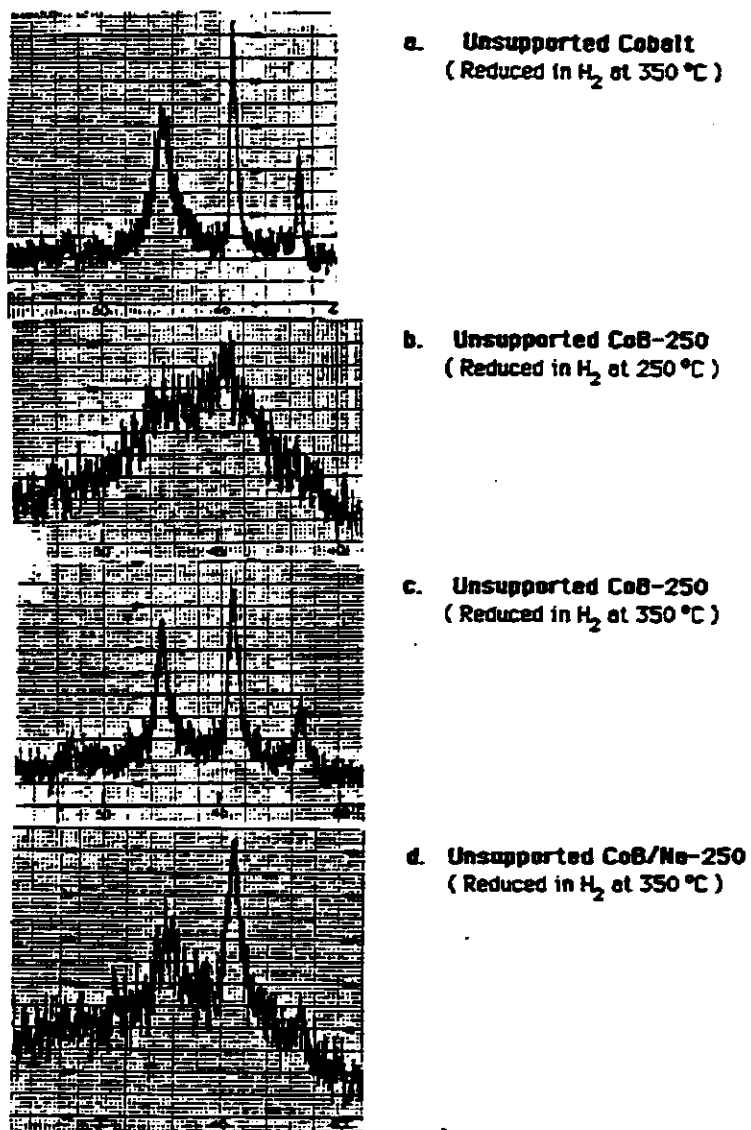 a. Unsupported Cobalt
( Reduced in H2 at 350 °C )
b. Unsupported CoB-250
( Reduced in H2 at 250 °C )
c. Unsupported CoB-250
( Reduced in H2 at 350 °C )
d. Unsupported CoB/Na-250
( Reduced in H2 at 350 °C )